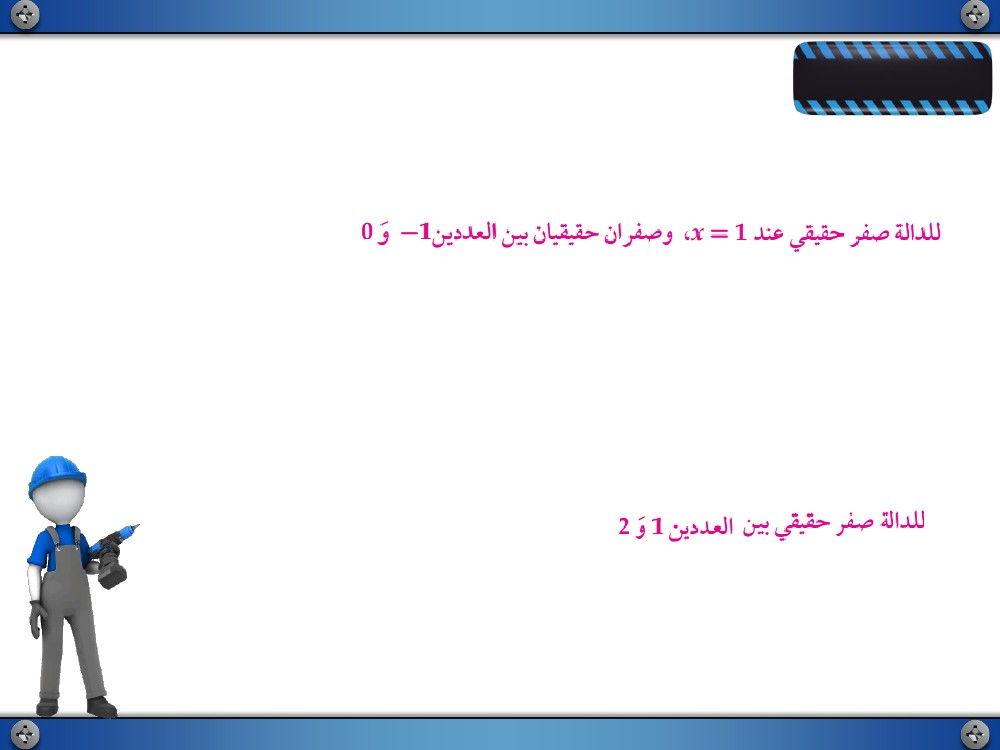 للدالة صفر حقيقي عند x = 1، وصفران حقيقيان بين العددين −1 وَ 0
للدالة صفر حقيقي بين العددين 1 وَ 2